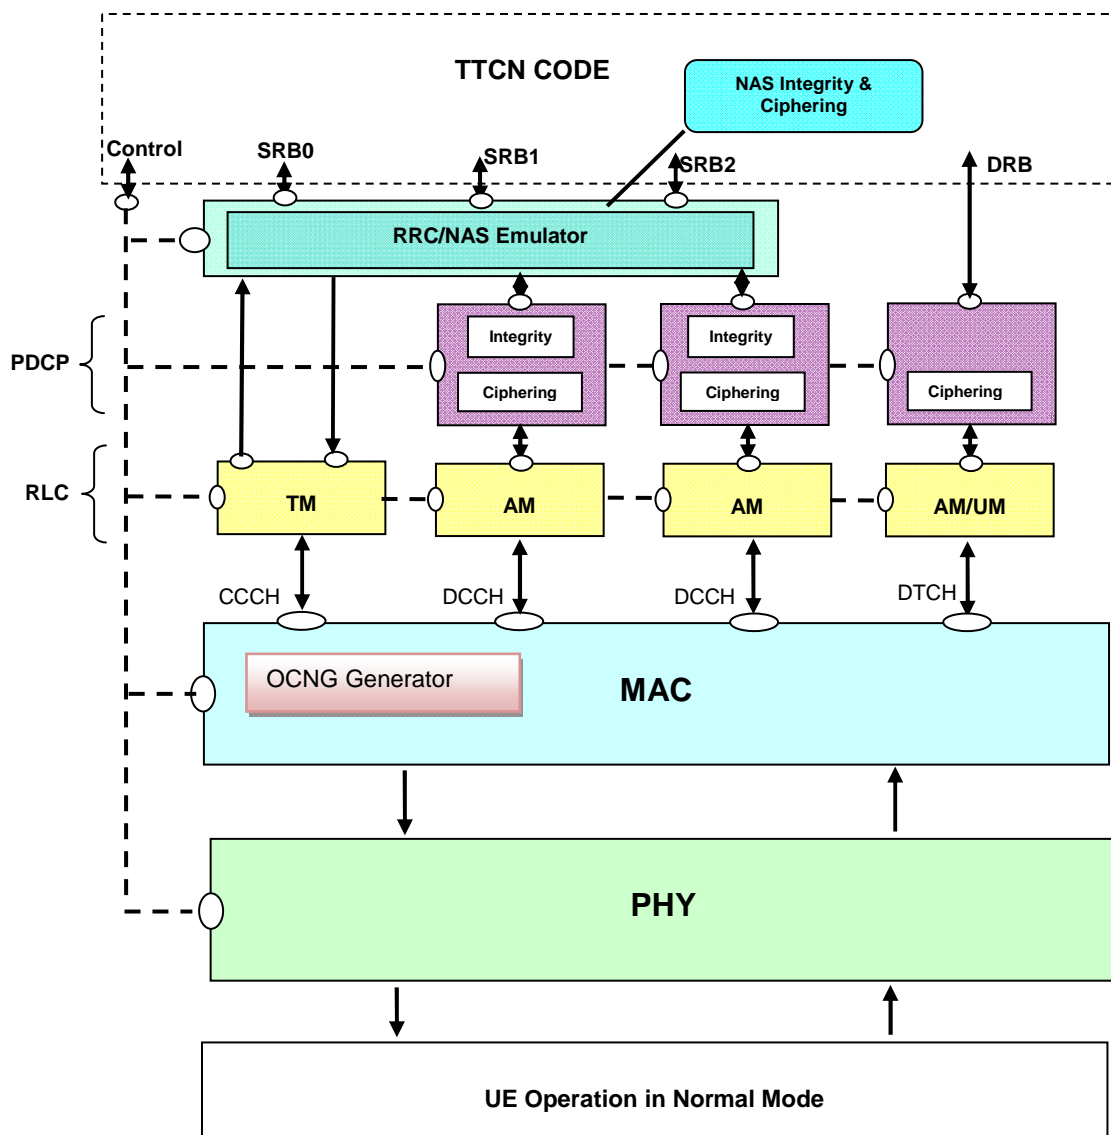 TTCN CODE
NAS Integrity &
Ciphering
Control
SRB0
SRB1
SRB2
DRB
RRC/NAS Emulator
PDCP
Integrity
Integrity
Ciphering
Ciphering
Ciphering
RLC
TM
AM
AM
AM/UM
CCCH
DCCH
DCCH
DTCH
OCNG Generator
MAC
PHY
UE Operation in Normal Mode